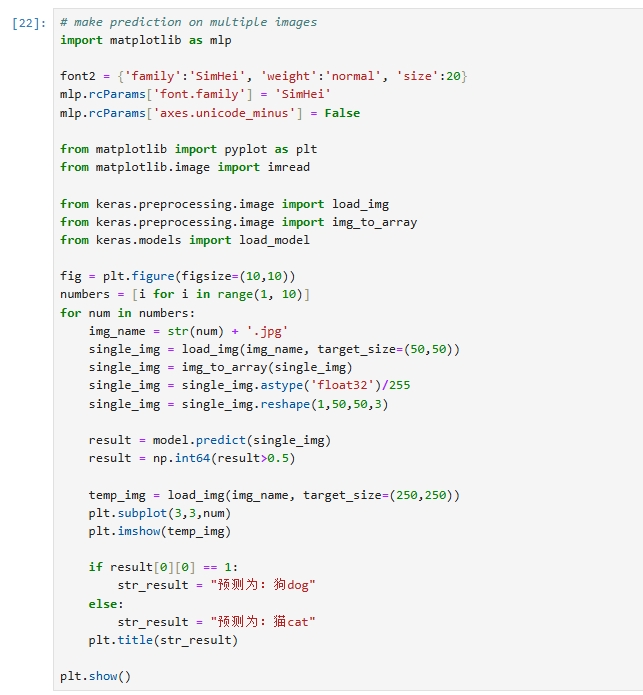 [22]: # make prediction on multiple images
import matplotlib as mlp
font2 = {'family':'SimHei', 'weight':'normal', 'size':20}
mlp.rcParams['font.family'] = 'SimHei'
mlp.rcParams['axes.unicode_minus'] = False
from matplotlib import pyplot as plt
from matplotlib.image import imread
from keras.preprocessing.image import load_img
from keras.preprocessing.image import img_to_array
from keras.models import load_model
fig = plt.figure(figsize=(10,10))
numbers = [i for i in range(1, 10)]
for num in numbers:
    img_name = str(num) + '.jpg'
    single_img = load_img(img_name, target_size=(50,50))
    single_img = img_to_array(single_img)
    single_img = single_img.astype('float32')/255
    single_img = single_img.reshape(1,50,50,3)
    result = model.predict(single_img)
    result = np.int64(result>0.5)
    temp_img = load_img(img_name, target_size=(250,250))
    plt.subplot(3,3,num)
    plt.imshow(temp_img)
    if result[0][0] == 1:
        str_result = "预测为: 狗dog"
    else:
        str_result = "预测为: 猫cat"
    plt.title(str_result)
plt.show()